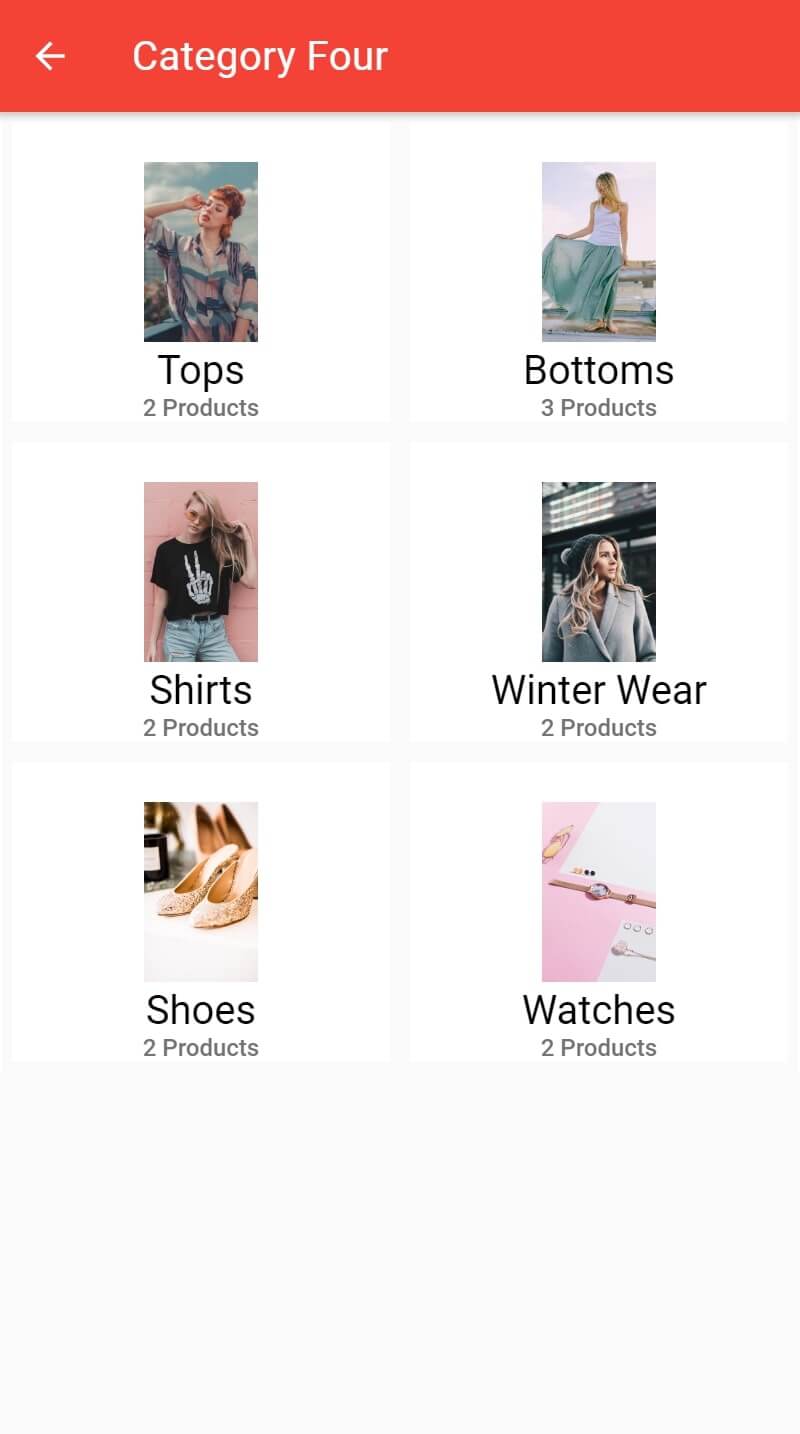 Category Four
Tops
2 Products
Bottoms
3 Products
Shirts
2 Products
Winter Wear
2 Products
Shoes
2 Products
Watches
2 Products